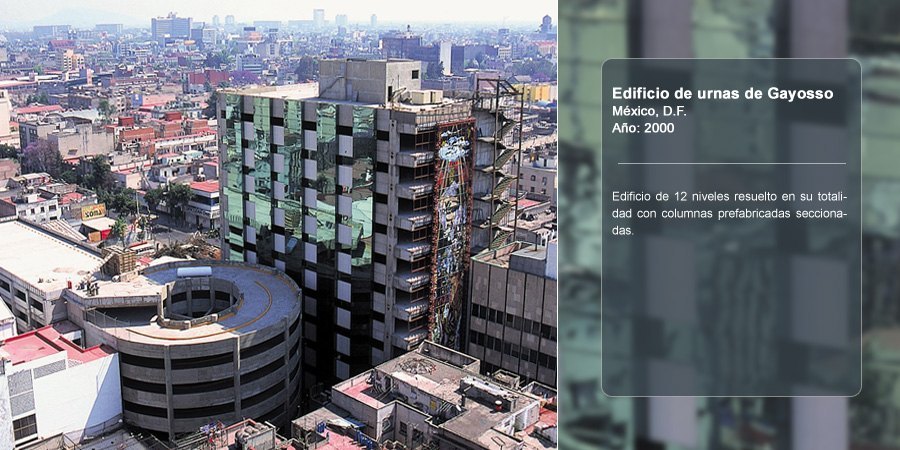 Edificio de urnas de Gayosso
México, D.F.
Año: 2000
Edificio de 12 niveles resuelto en su totali-
dad con columnas prefabricadas secciona-
das.